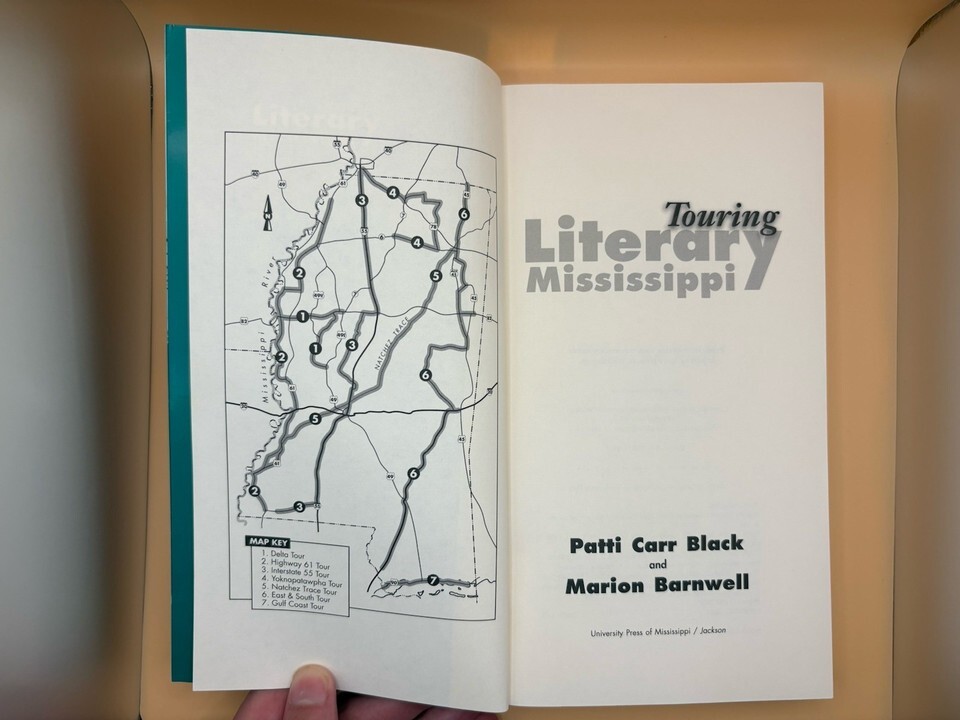 River
Mississippi
NATCHEZ TRACE
MAP KEY
1. Delta Tour
2. Highway 61 Tour
3. Interstate 55 Tour
4. Yoknapatawpha Tour
5. Natchez Trace Tour
6. East & South Tour
7. Gulf Coast Tour
Touring
Literary
Mississippi
Patti Carr Black
and
Marion Barnwell
University Press of Mississippi / Jackson